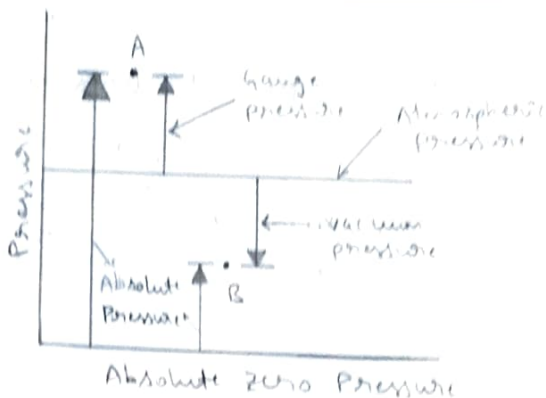 A
Gauge
pressure
Atmospheric
pressure
Pressure
vacuum
pressure
Absolute
Pressure
B
Absolute Zero Pressure